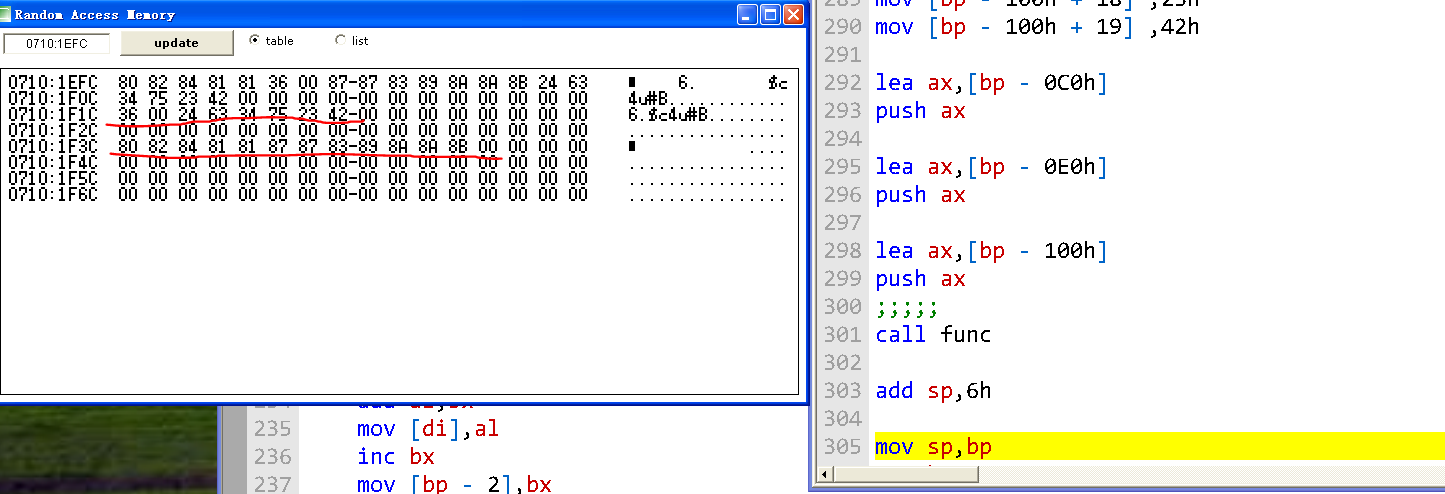 Random Access Memory
0710:1EFC update table list
0710:1EFC 80 82 84 81 81 36 00 87-87 83 89 8A 8A 8B 24 63 6. $c
0710:1F0C 34 75 23 42 00 00 00 00-00 00 00 00 00 00 00 00 4u#B............
0710:1F1C 36 00 24 63 34 75 23 42-00 00 00 00 00 00 00 00 6.$c4u#B........
0710:1F2C 00 00 00 00 00 00 00 00-00 00 00 00 00 00 00 00 ................
0710:1F3C 80 82 84 81 81 87 87 83-89 8A 8A 8B 00 00 00 00 ....
0710:1F4C 00 00 00 00 00 00 00 00-00 00 00 00 00 00 00 00 ................
0710:1F5C 00 00 00 00 00 00 00 00-00 00 00 00 00 00 00 00 ................
0710:1F6C 00 00 00 00 00 00 00 00-00 00 00 00 00 00 00 00 ................
235 mov [di],al
236 inc bx
237 mov [bp - 2],bx
289 mov [bp - 100h + 18] ,23h
290 mov [bp - 100h + 19] ,42h
291
292 lea ax,[bp - 0C0h]
293 push ax
294
295 lea ax,[bp - 0E0h]
296 push ax
297
298 lea ax,[bp - 100h]
299 push ax
300 ;;;;;
301 call func
302
303 add sp,6h
304
305 mov sp,bp